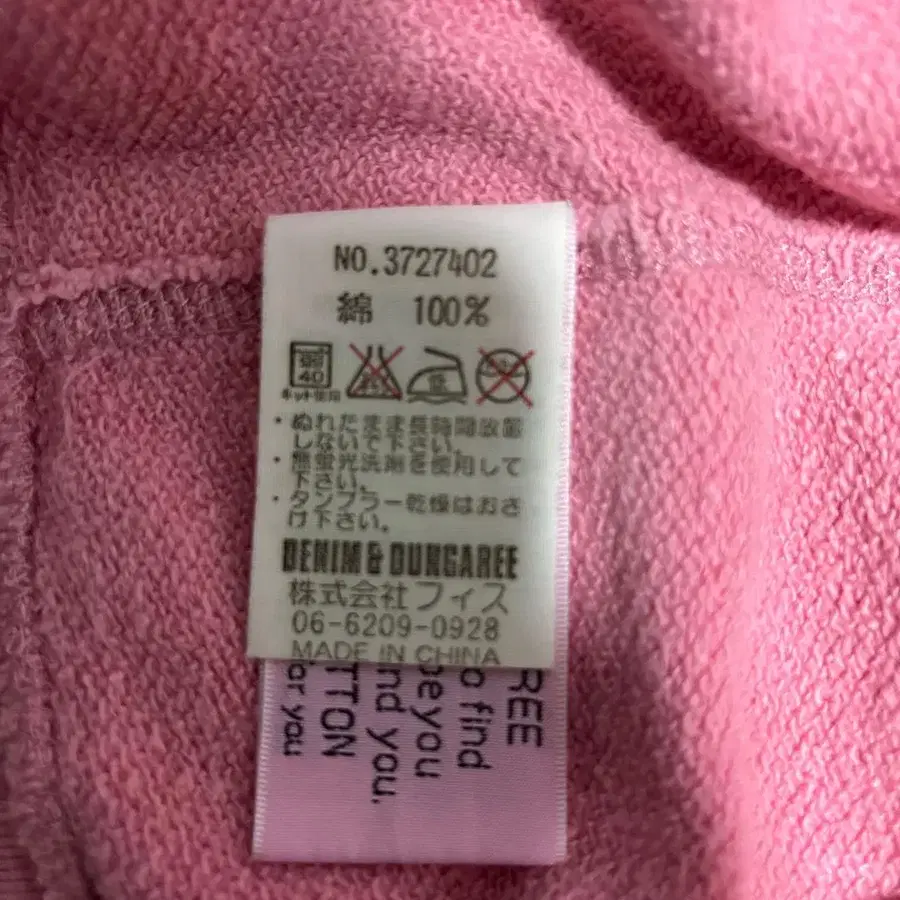 NO.3727402
綿 100%
弱
40
ネット使用
・ぬれたまま長時間放置
しないで下さい。
・無蛍光洗剤を使用して
下さい。
・タンブラー乾燥はおさ
け下さい。
DENIM & DUNGAREE
株式会社フィス
06-6209-0928
MADE IN CHINA
REE
o find
beyou
nd you.
TTON
for you